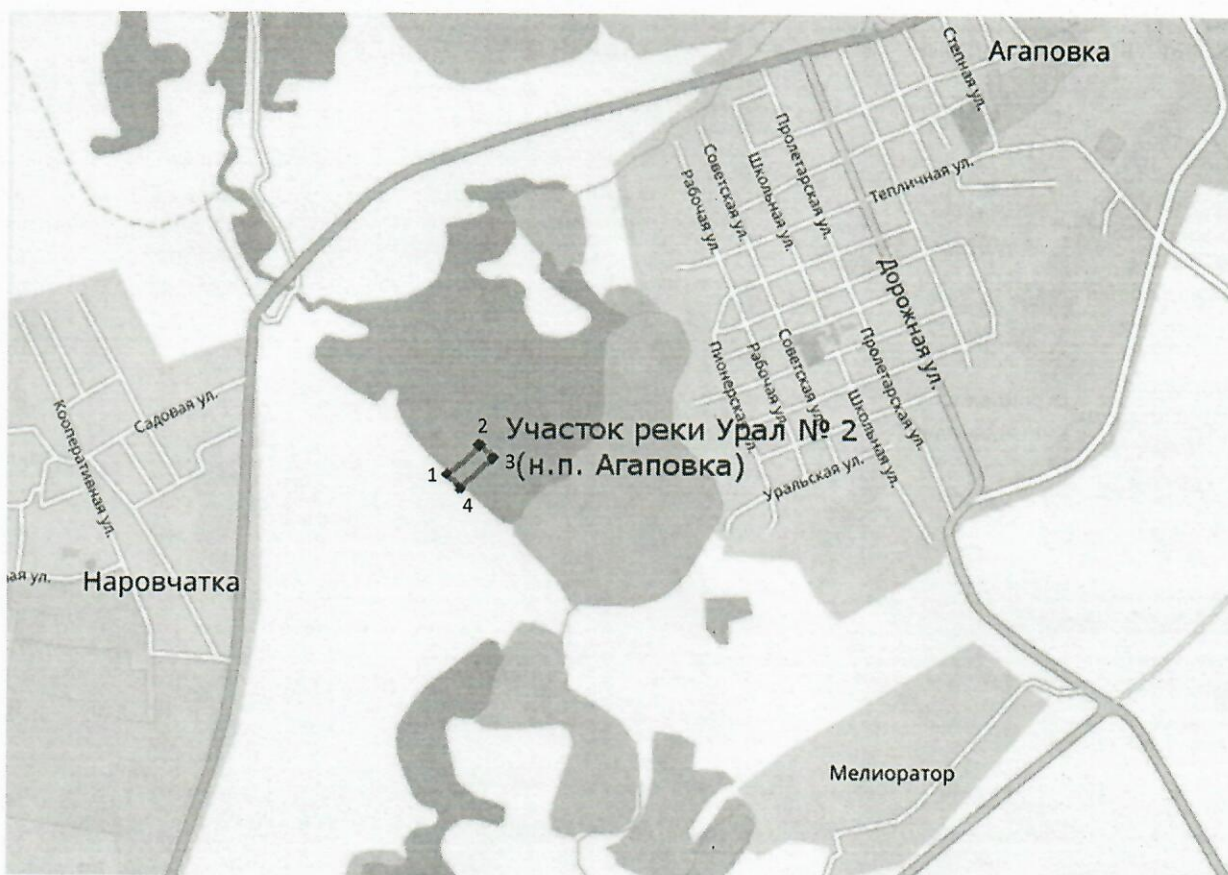 Агаповка
Степная ул.
Пролетарская ул.
Школьная ул.
Советская ул.
Рабочая ул.
Тепличная ул.
Дорожная ул.
Садовая ул.
Кооперативная ул.
Пионерская ул.
Рабочая ул.
Советская ул.
Школьная ул.
Пролетарская ул.
Уральская ул.
2 Участок реки Урал № 2
3 (н.п. Агаповка)
1
4
ая ул.
Наровчатка
Мелиоратор